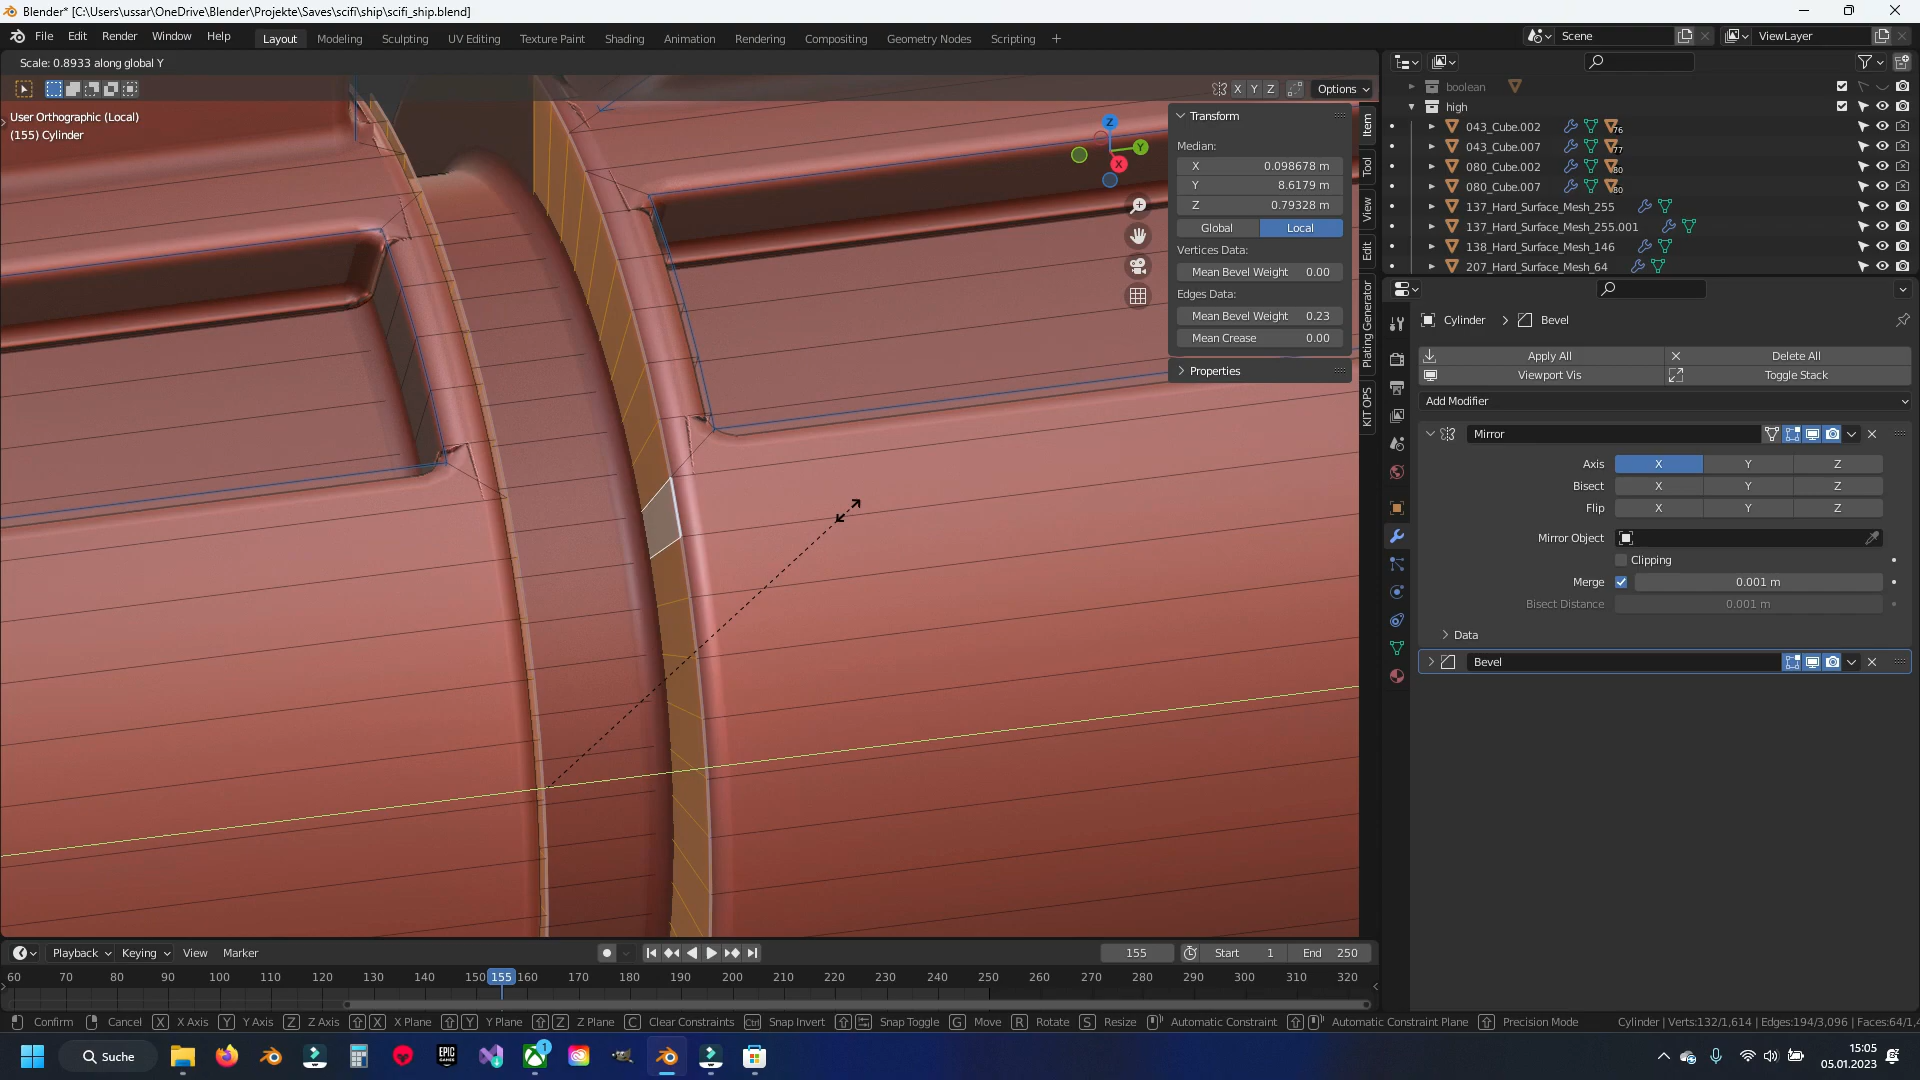 Blender* [C:\Users\ussar\OneDrive\Blender\Projekte\Saves\scifi\ship\scifi_ship.blend]
File Edit Render Window Help Layout Modeling Sculpting UV Editing Texture Paint Shading Animation Rendering Compositing Geometry Nodes Scripting + Scene ViewLayer
Scale: 0.8933 along global Y
X Y Z Options
User Orthographic (Local)
(155) Cylinder
Z
Y
X
Transform
Median:
X 0.098678 m
Y 8.6179 m
Z 0.79328 m
Global Local
Vertices Data:
Mean Bevel Weight 0.00
Edges Data:
Mean Bevel Weight 0.23
Mean Crease 0.00
Properties
Item
Tool
View
Edit
Plating Generator
KIT OPS
boolean
high
043_Cube.002 76
043_Cube.007 77
080_Cube.002 80
080_Cube.007 80
137_Hard_Surface_Mesh_255
137_Hard_Surface_Mesh_255.001
138_Hard_Surface_Mesh_146
207_Hard_Surface_Mesh_64
Cylinder > Bevel
Apply All Delete All
Viewport Vis Toggle Stack
Add Modifier
Mirror
Axis X Y Z
Bisect X Y Z
Flip X Y Z
Mirror Object
Clipping
Merge 0.001 m
Bisect Distance 0.001 m
Data
Bevel
Playback Keying View Marker 155 Start 1 End 250
60 70 80 90 100 110 120 130 140 150 155 160 170 180 190 200 210 220 230 240 250 260 270 280 290 300 310 320
Confirm Cancel X X Axis Y Y Axis Z Z Axis X X Plane Y Y Plane Z Z Plane C Clear Constraints Ctrl Snap Invert Snap Toggle G Move R Rotate S Resize Automatic Constraint Automatic Constraint Plane Precision Mode Cylinder | Verts:132/1,614 | Edges:194/3,096 | Faces:64/1,4
Suche EPIC GAMES 1 15:05
05.01.2023